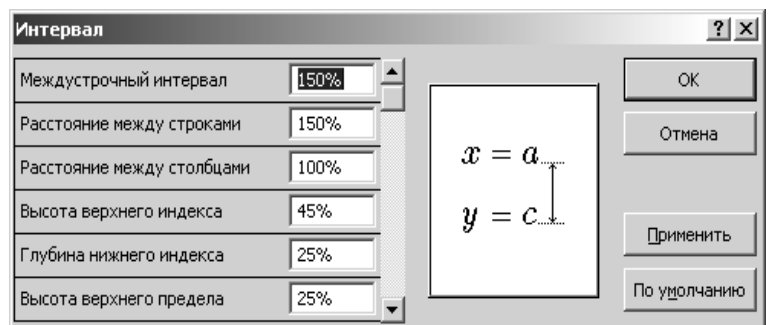 Интервал
Междустрочный интервал 150%
Расстояние между строками 150%
Расстояние между столбцами 100%
Высота верхнего индекса 45%
Глубина нижнего индекса 25%
Высота верхнего предела 25%
x = a
y = c
OK
Отмена
Применить
По умолчанию